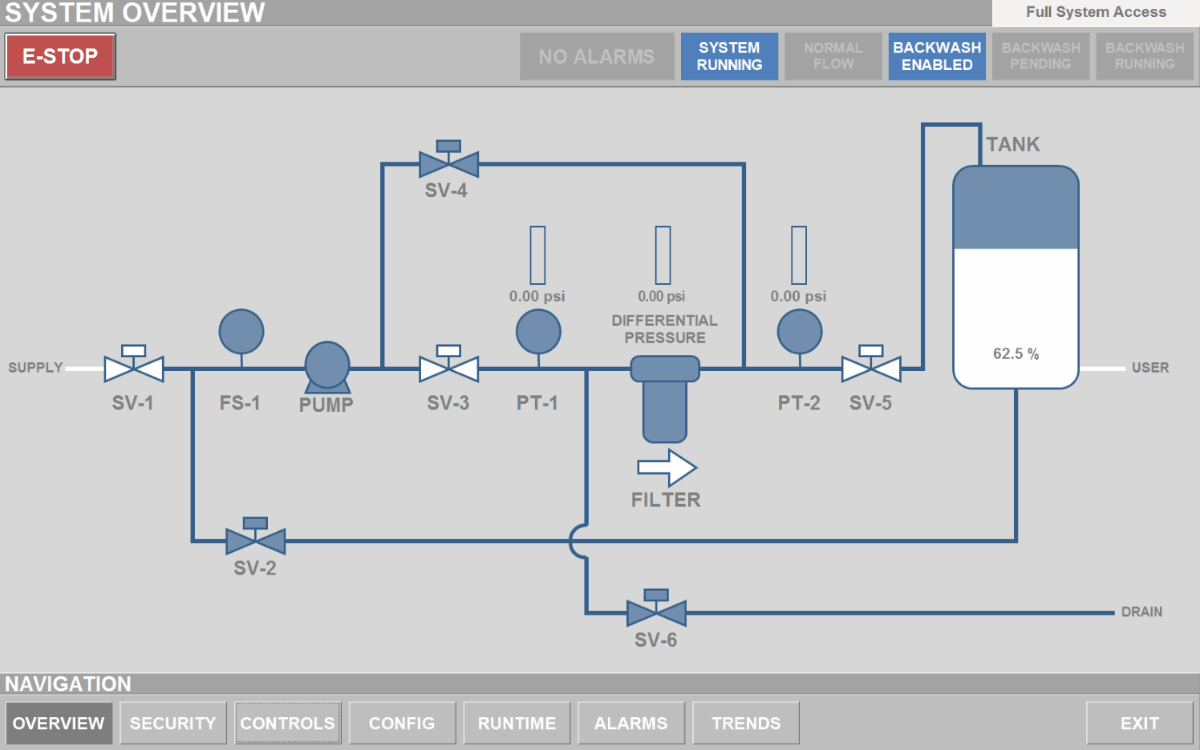 SYSTEM OVERVIEW
Full System Access
E-STOP
NO ALARMS
SYSTEM
RUNNING
NORMAL
FLOW
BACKWASH
ENABLED
BACKWASH
PENDING
BACKWASH
RUNNING
TANK
SV-4
0.00 psi
0.00 psi
0.00 psi
DIFFERENTIAL
PRESSURE
62.5 %
SUPPLY
USER
SV-1
FS-1
PUMP
SV-3
PT-1
PT-2
SV-5
FILTER
SV-2
DRAIN
SV-6
NAVIGATION
OVERVIEW
SECURITY
CONTROLS
CONFIG
RUNTIME
ALARMS
TRENDS
EXIT